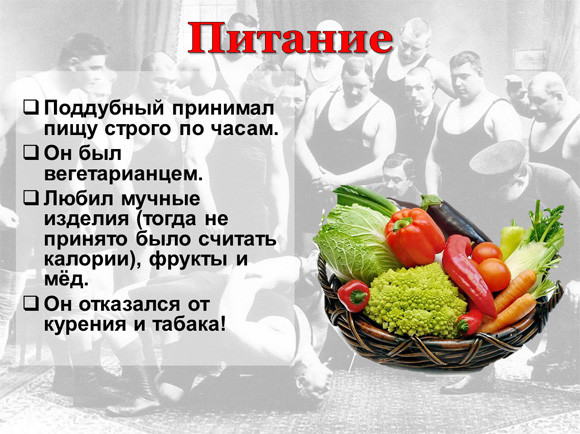 Питание
❑ Поддубный принимал
пищу строго по часам.
❑ Он был
вегетарианцем.
❑ Любил мучные
изделия (тогда не
принято было считать
калории), фрукты и
мёд.
❑ Он отказался от
курения и табака!